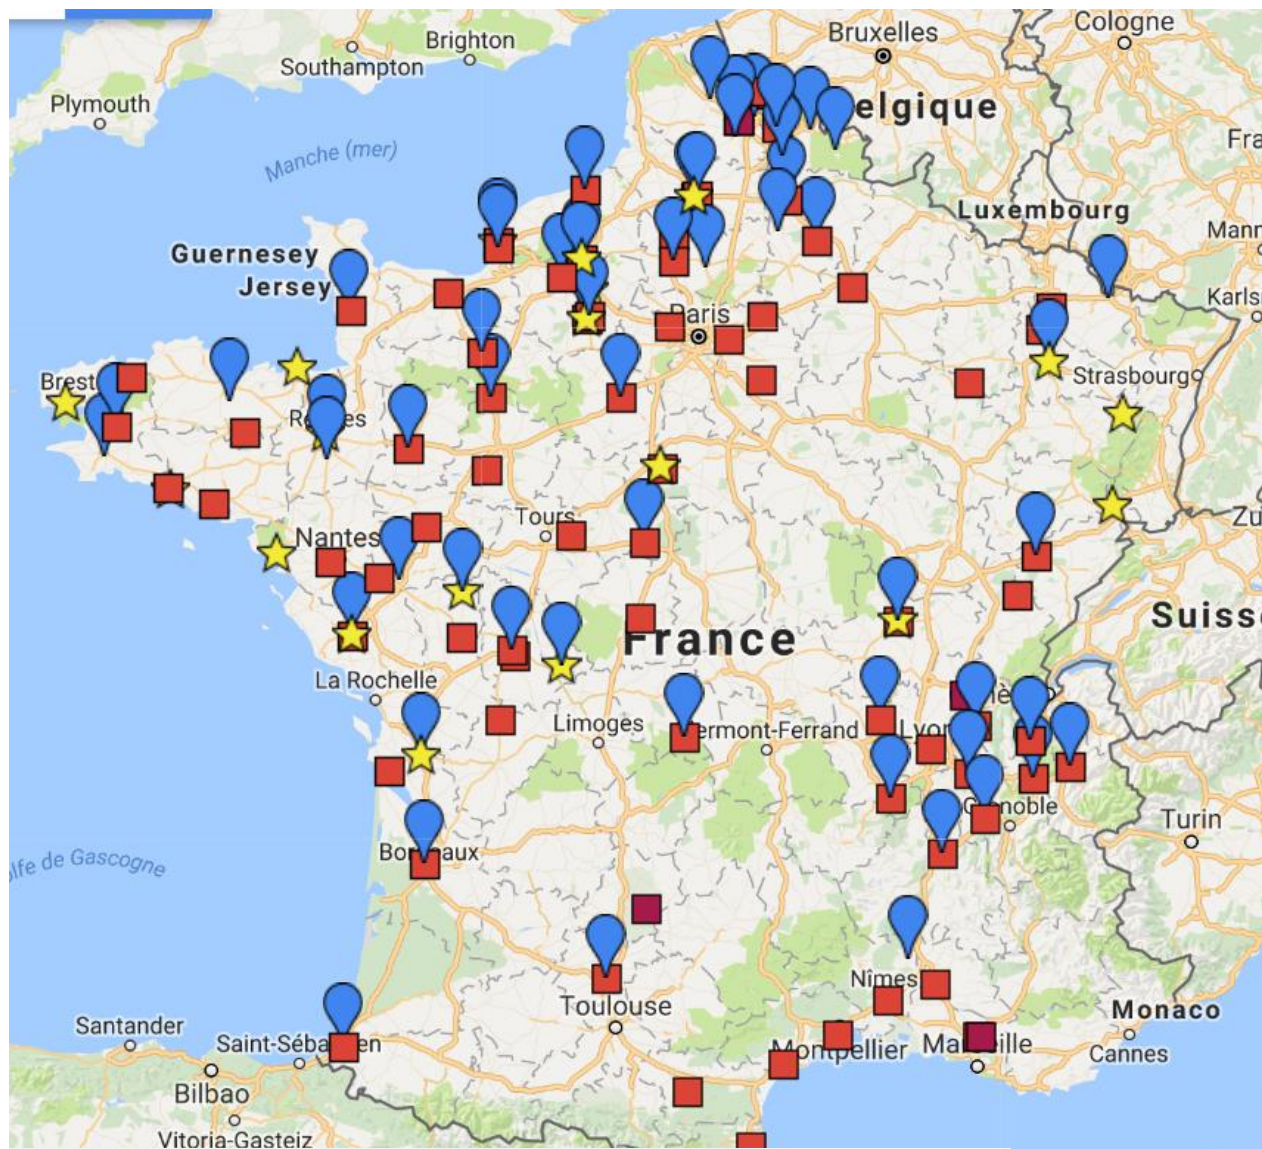 Cologne
Bruxelles
Brighton
Southampton
Plymouth
elgique
Fra
Manche (mer)
Luxembourg
Mann
Guernesey
Jersey
Karls
Paris
Strasbourg
Brest
Nantes
Tours
Zu
Suiss
France
La Rochelle
Limoges
ermont-Ferrand
Lyo
Turin
lfe de Gascogne
Nîmes
Toulouse
Monaco
Santander
Montpellier
Cannes
Bilbao
Vitoria-Gasteiz